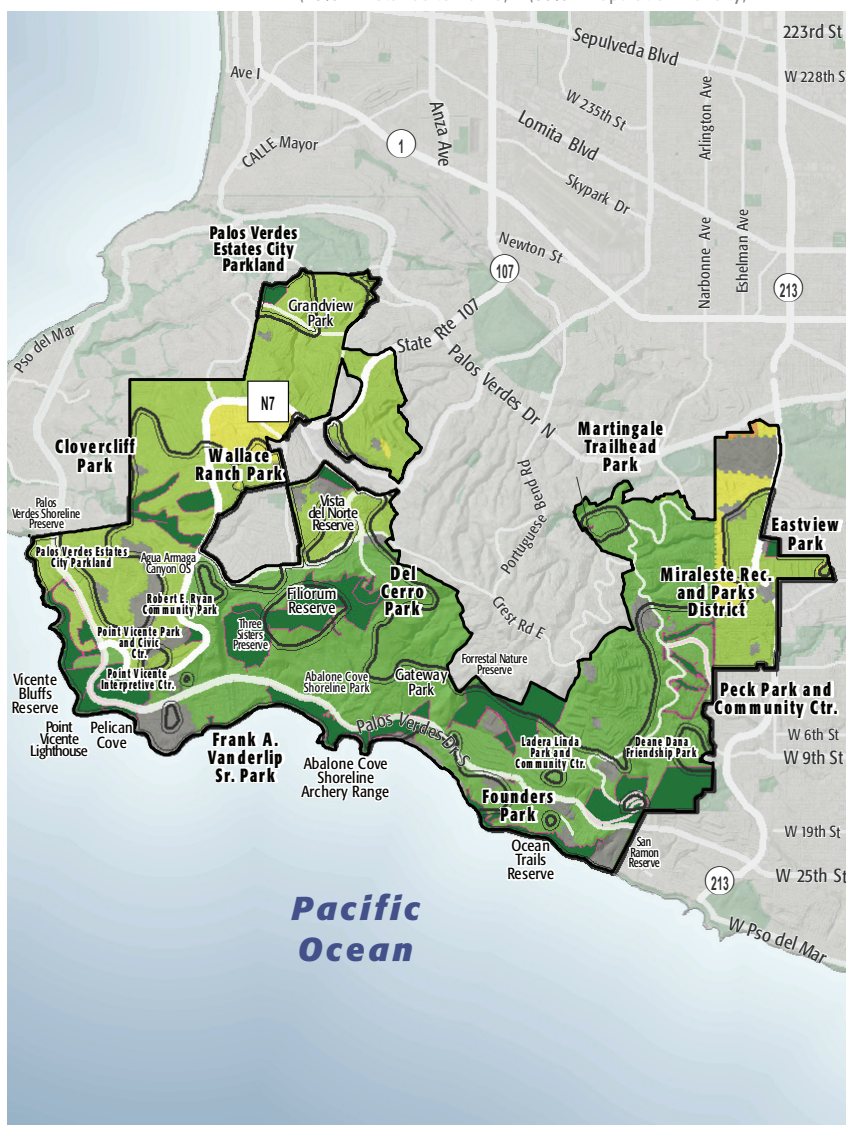 223rd St
Sepulveda Blvd
W 228th S
Ave I
W 235th St
Arlington Ave
Anza Ave
CALLE Mayor
1
Lomita Blvd
Skypark Dr
Narbonne Ave
Eshelman Ave
Palos Verdes
Estates City
Parkland
Newton St
107
213
Grandview
Park
State Rte 107
Pso del Mar
Palos Verdes Dr N
N7
Martingale
Trailhead
Park
Clovercliff
Park
Wallace
Ranch Park
Portuguese Bend Rd
Palos
Verdes Shoreline
Preserve
Vista
del Norte
Reserve
Eastview
Park
Palos Verdes Estates
City Parkland
Agua Armaga
Canyon OS
Del
Cerro
Park
Miraleste Rec.
and Parks
District
Robert E. Ryan
Community Park
Filiorum
Reserve
Crest Rd E
Three
Sisters
Preserve
Point Vicente Park
and Civic
Ctr.
Forrestal Nature
Preserve
Point Vicente
Interpretive Ctr.
Abalone Cove
Shoreline Park
Gateway
Park
Vicente
Bluffs
Reserve
Peck Park and
Community Ctr.
Point
Vicente
Lighthouse
Pelican
Cove
Palos Verdes Dr S
Frank A.
Vanderlip
Sr. Park
Abalone Cove
Shoreline
Archery Range
Ladera Linda
Park and
Community Ctr.
Deane Dana
Friendship Park
W 6th St
W 9th St
Founders
Park
Ocean
Trails
Reserve
San
Ramon
Reserve
W 19th St
W 25th St
213
W Pso del Mar
Pacific
Ocean